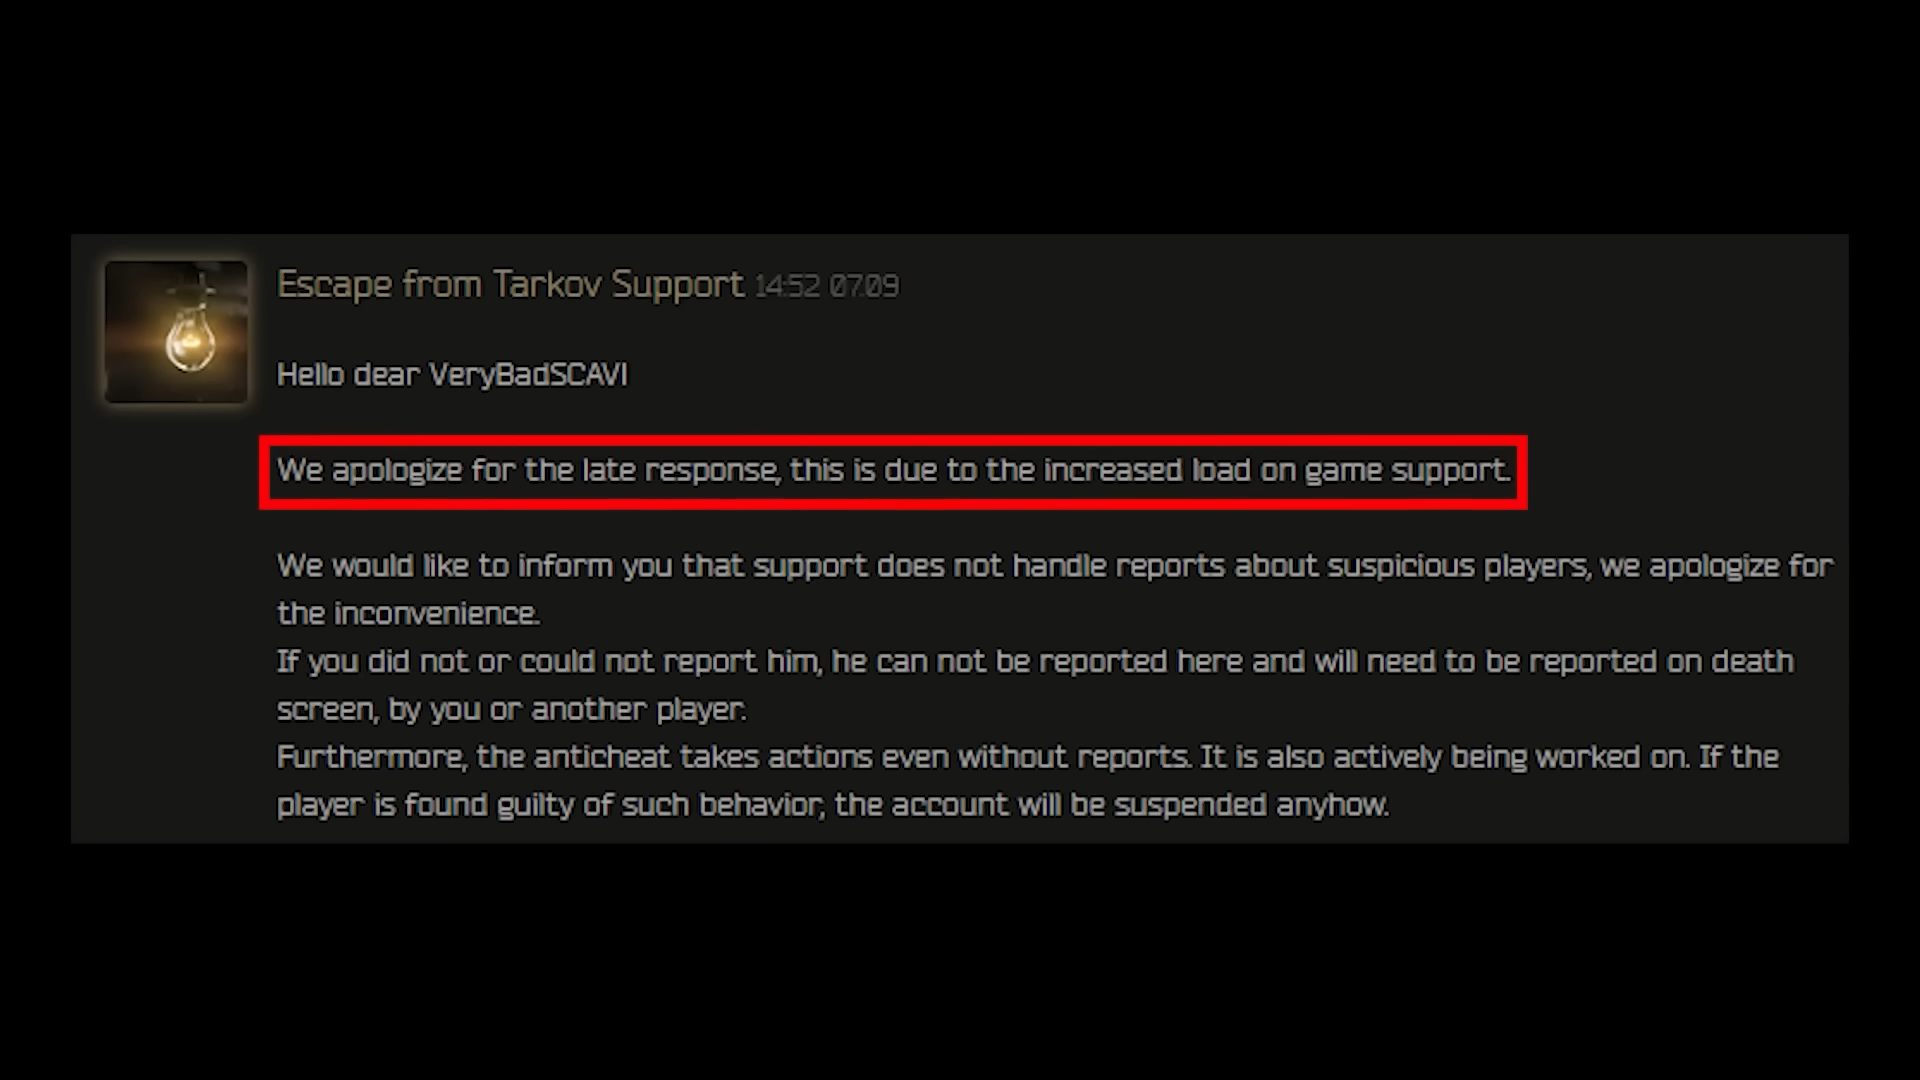 Escape from Tarkov Support 14:52 07.09
Hello dear VeryBadSCAVI
We apologize for the late response, this is due to the increased load on game support.
We would like to inform you that support does not handle reports about suspicious players, we apologize for
the inconvenience.
If you did not or could not report him, he can not be reported here and will need to be reported on death
screen, by you or another player.
Furthermore, the anticheat takes actions even without reports. It is also actively being worked on. If the
player is found guilty of such behavior, the account will be suspended anyhow.